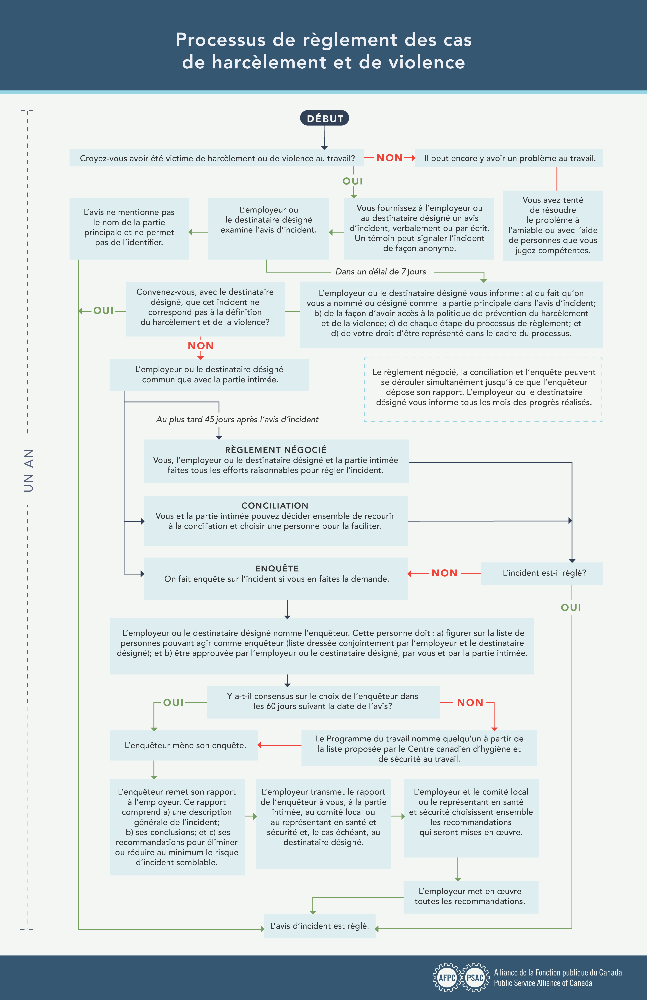 Processus de règlement des cas
de harcèlement et de violence
DÉBUT
Croyez-vous avoir été victime de harcèlement ou de violence au travail?
NON
Il peut encore y avoir un problème au travail.
OUI
Vous avez tenté
de résoudre
le problème à
l'amiable ou avec l'aide
de personnes que vous
jugez compétentes.
Vous fournissez à l'employeur ou
au destinataire désigné un avis
d'incident, verbalement ou par écrit.
Un témoin peut signaler l'incident
de façon anonyme.
L'employeur ou
le destinataire désigné
examine l'avis d'incident.
L'avis ne mentionne pas
le nom de la partie
principale et ne permet
pas de l'identifier.
Dans un délai de 7 jours
L'employeur ou le destinataire désigné vous informe : a) du fait qu'on
vous a nommé ou désigné comme la partie principale dans l'avis d'incident;
b) de la façon d'avoir accès à la politique de prévention du harcèlement
et de la violence; c) de chaque étape du processus de règlement; et
d) de votre droit d'être représenté dans le cadre du processus.
Convenez-vous, avec le destinataire
désigné, que cet incident ne
correspond pas à la définition
du harcèlement et de la violence?
OUI
NON
L'employeur ou le destinataire désigné
communique avec la partie intimée.
Le règlement négocié, la conciliation et l'enquête peuvent
se dérouler simultanément jusqu'à ce que l'enquêteur
dépose son rapport. L'employeur ou le destinataire
désigné vous informe tous les mois des progrès réalisés.
Au plus tard 45 jours après l'avis d'incident
UN AN
RÈGLEMENT NÉGOCIÉ
Vous, l'employeur ou le destinataire désigné et la partie intimée
faites tous les efforts raisonnables pour régler l'incident.
CONCILIATION
Vous et la partie intimée pouvez décider ensemble de recourir
à la conciliation et choisir une personne pour la faciliter.
ENQUÊTE
On fait enquête sur l'incident si vous en faites la demande.
NON
L'incident est-il réglé?
OUI
L'employeur ou le destinataire désigné nomme l'enquêteur. Cette personne doit : a) figurer sur la liste de
personnes pouvant agir comme enquêteur (liste dressée conjointement par l'employeur et le destinataire
désigné); et b) être approuvée par l'employeur ou le destinataire désigné, par vous et par la partie intimée.
Y a-t-il consensus sur le choix de l'enquêteur dans
les 60 jours suivant la date de l'avis?
OUI
NON
L'enquêteur mène son enquête.
Le Programme du travail nomme quelqu'un à partir de
la liste proposée par le Centre canadien d'hygiène et
de sécurité au travail.
L'enquêteur remet son rapport
à l'employeur. Ce rapport
comprend a) une description
générale de l'incident;
b) ses conclusions; et c) ses
recommandations pour éliminer
ou réduire au minimum le risque
d'incident semblable.
L'employeur transmet le rapport
de l'enquêteur à vous, à la partie
intimée, au comité local ou
au représentant en santé et
sécurité et, le cas échéant, au
destinataire désigné.
L'employeur et le comité local
ou le représentant en santé
et sécurité choisissent ensemble
les recommandations
qui seront mises en œuvre.
L'employeur met en œuvre
toutes les recommandations.
L'avis d'incident est réglé.
AFPC PSAC
Alliance de la Fonction publique du Canada
Public Service Alliance of Canada